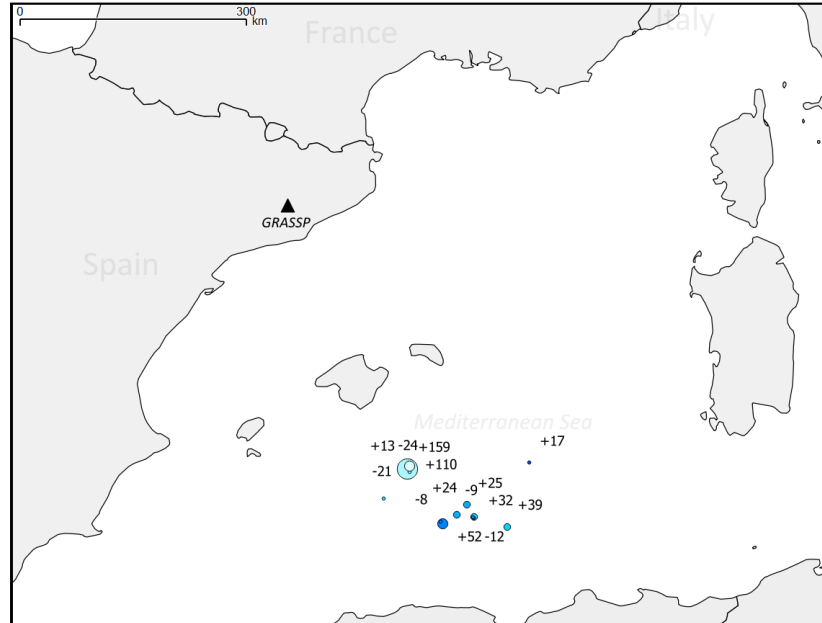 0 300
km
France
Italy
GRASSP
Spain
Mediterranean Sea
+17
+13 -24 +159
+110
-21
+24 -9 +25
-8 +32 +39
+52 -12